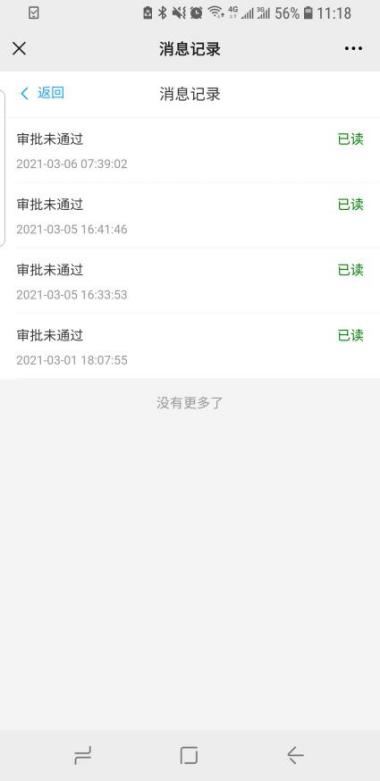 4G 3G 56% 11:18
消息记录
返回 消息记录
审批未通过 已读
2021-03-06 07:39:02
审批未通过 已读
2021-03-05 16:41:46
审批未通过 已读
2021-03-05 16:33:53
审批未通过 已读
2021-03-01 18:07:55
没有更多了